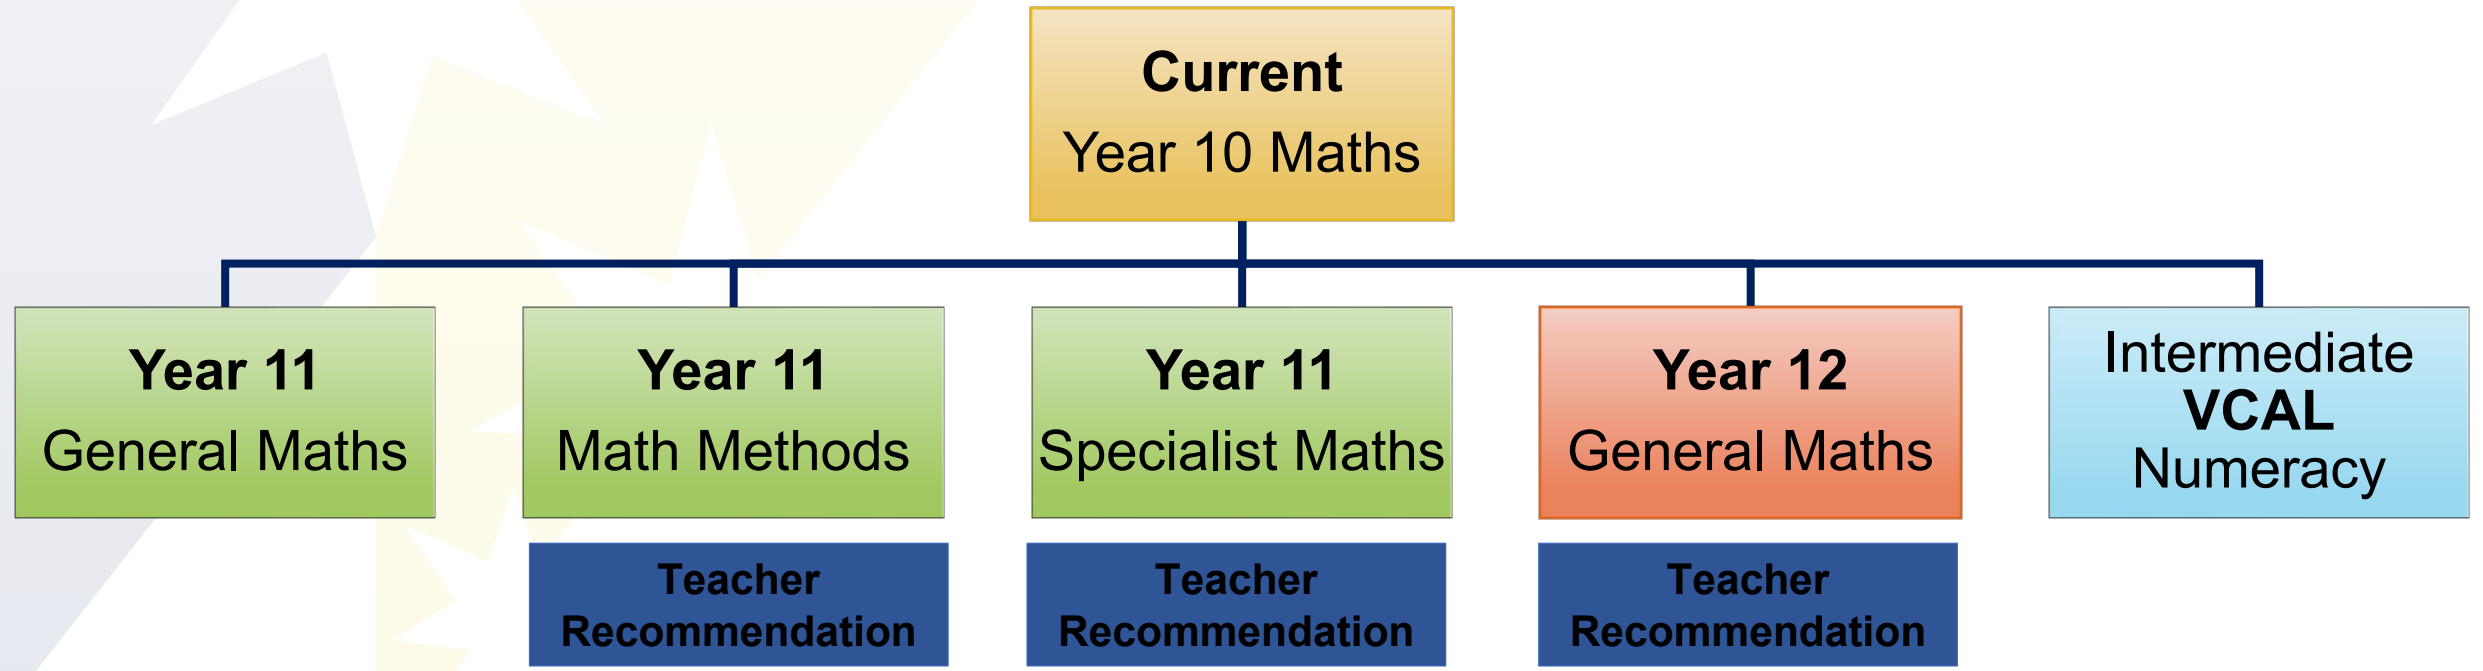 Current
Year 10 Maths
Year 11
General Maths
Year 11
Math Methods
Year 11
Specialist Maths
Year 12
General Maths
Intermediate
VCAL
Numeracy
Teacher
Recommendation
Teacher
Recommendation
Teacher
Recommendation